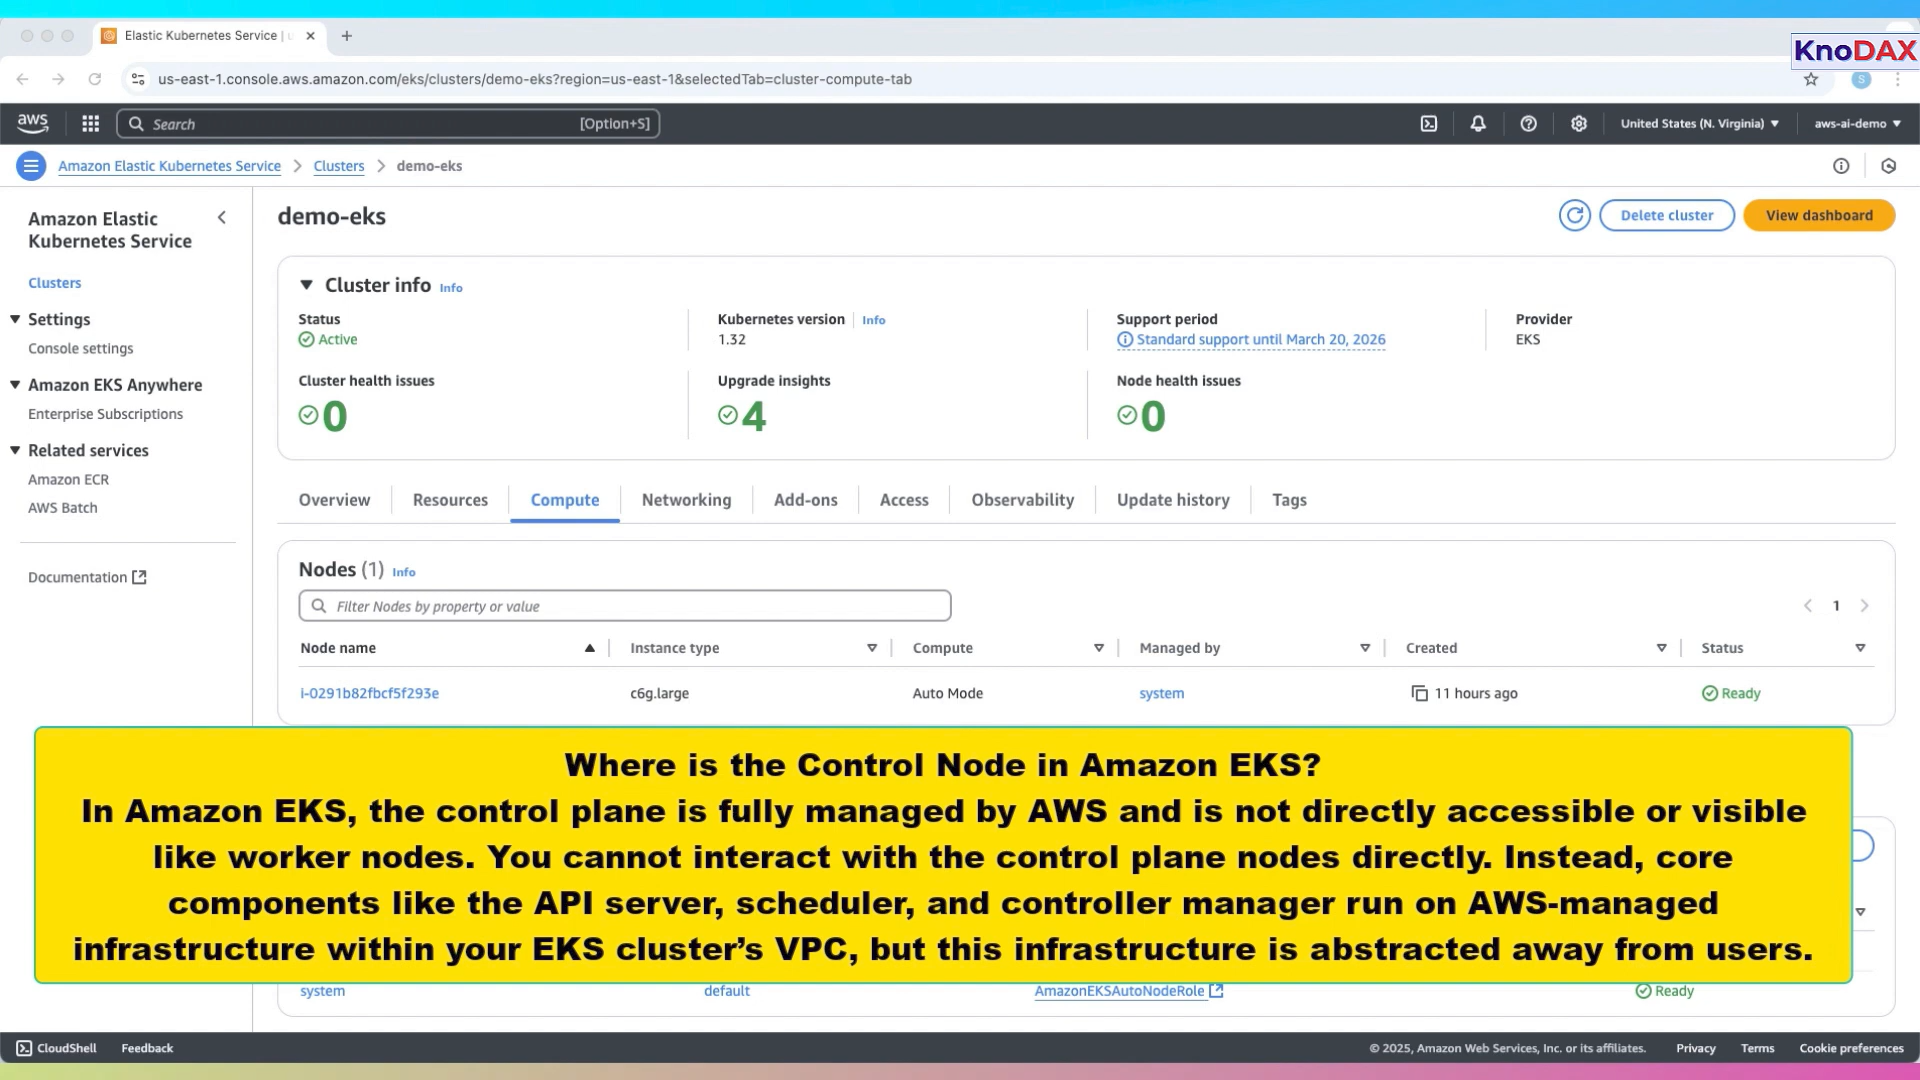 Elastic Kubernetes Service | u
KnoDAX
us-east-1.console.aws.amazon.com/eks/clusters/demo-eks?region=us-east-1&selectedTab=cluster-compute-tab
S
aws
Search
[Option+S]
United States (N. Virginia)
aws-ai-demo
Amazon Elastic Kubernetes Service
Clusters
demo-eks
Amazon Elastic
Kubernetes Service
Clusters
Settings
Console settings
Amazon EKS Anywhere
Enterprise Subscriptions
Related services
Amazon ECR
AWS Batch
Documentation
demo-eks
Delete cluster
View dashboard
Cluster info Info
Status
Active
Kubernetes version Info
1.32
Support period
Standard support until March 20, 2026
Provider
EKS
Cluster health issues
0
Upgrade insights
4
Node health issues
0
Overview
Resources
Compute
Networking
Add-ons
Access
Observability
Update history
Tags
Nodes (1) Info
Filter Nodes by property or value
1
Node name
Instance type
Compute
Managed by
Created
Status
i-0291b82fbcf5f293e
c6g.large
Auto Mode
system
11 hours ago
Ready
Where is the Control Node in Amazon EKS?
In Amazon EKS, the control plane is fully managed by AWS and is not directly accessible or visible
like worker nodes. You cannot interact with the control plane nodes directly. Instead, core
components like the API server, scheduler, and controller manager run on AWS-managed
infrastructure within your EKS cluster’s VPC, but this infrastructure is abstracted away from users.
system
default
AmazonEKSAutoNodeRole
Ready
CloudShell
Feedback
© 2025, Amazon Web Services, Inc. or its affiliates.
Privacy
Terms
Cookie preferences